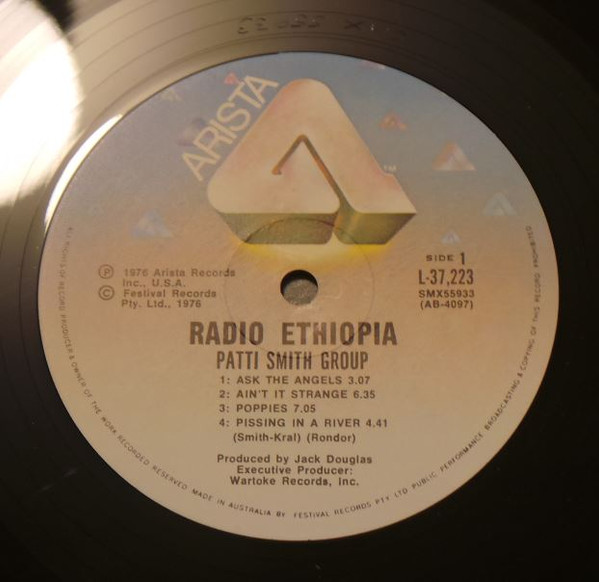 ARISTA
TM
SIDE 1
L-37,223
SMX55933
(AB-4097)
Ⓟ 1976 Arista Records
Inc., U.S.A.
© Festival Records
Pty. Ltd., 1976
RADIO ETHIOPIA
PATTI SMITH GROUP
1: ASK THE ANGELS 3.07
2: AIN'T IT STRANGE 6.35
3: POPPIES 7.05
4: PISSING IN A RIVER 4.41
(Smith-Kral) (Rondor)
Produced by Jack Douglas
Executive Producer:
Wartoke Records, Inc.
ALL RIGHTS OF RECORD PRODUCER & OWNER OF THE WORK RECORDED RESERVED MADE IN AUSTRALIA BY FESTIVAL RECORDS PTY LTD PUBLIC PERFORMANCE BROADCASTING & COPYING OF THIS RECORD PROHIBITED